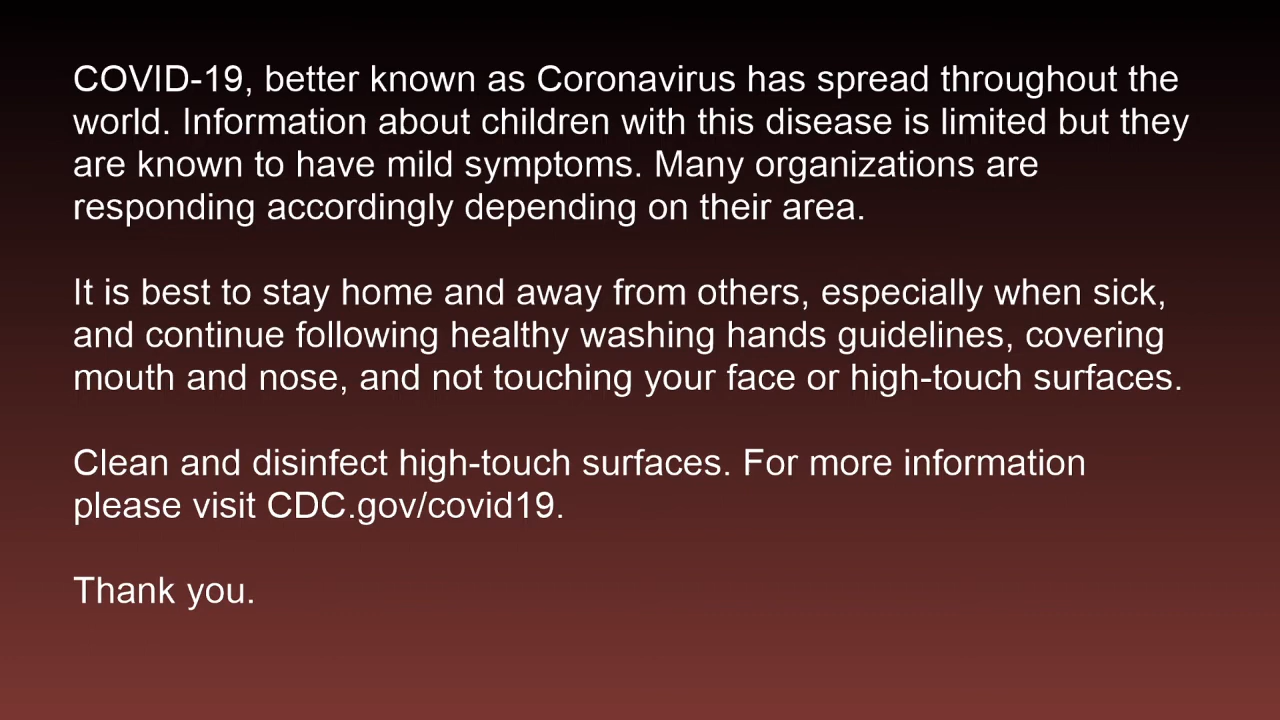 COVID-19, better known as Coronavirus has spread throughout the
world. Information about children with this disease is limited but they
are known to have mild symptoms. Many organizations are
responding accordingly depending on their area.
It is best to stay home and away from others, especially when sick,
and continue following healthy washing hands guidelines, covering
mouth and nose, and not touching your face or high-touch surfaces.
Clean and disinfect high-touch surfaces. For more information
please visit CDC.gov/covid19.
Thank you.